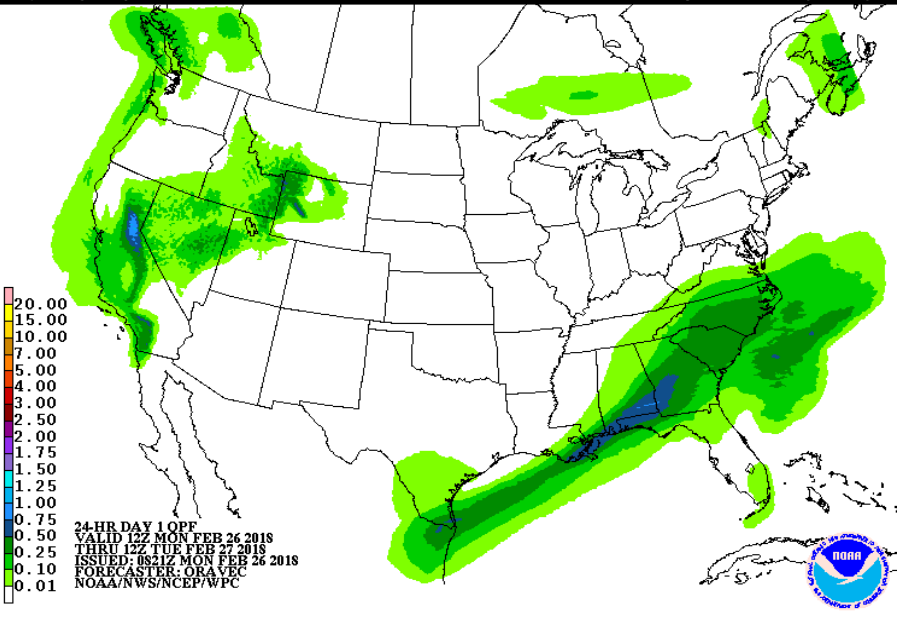 20.00
15.00
10.00
7.00
5.00
4.00
3.00
2.50
2.00
1.75
1.50
1.25
1.00
0.75
0.50
0.25
0.10
0.01
24-HR DAY 1 QPF
VALID 12Z MON FEB 26 2018
THRU 12Z TUE FEB 27 2018
ISSUED: 0821Z MON FEB 26 2018
FORECASTER: ORAVEC
NOAA/NWS/NCEP/WPC
NOAA